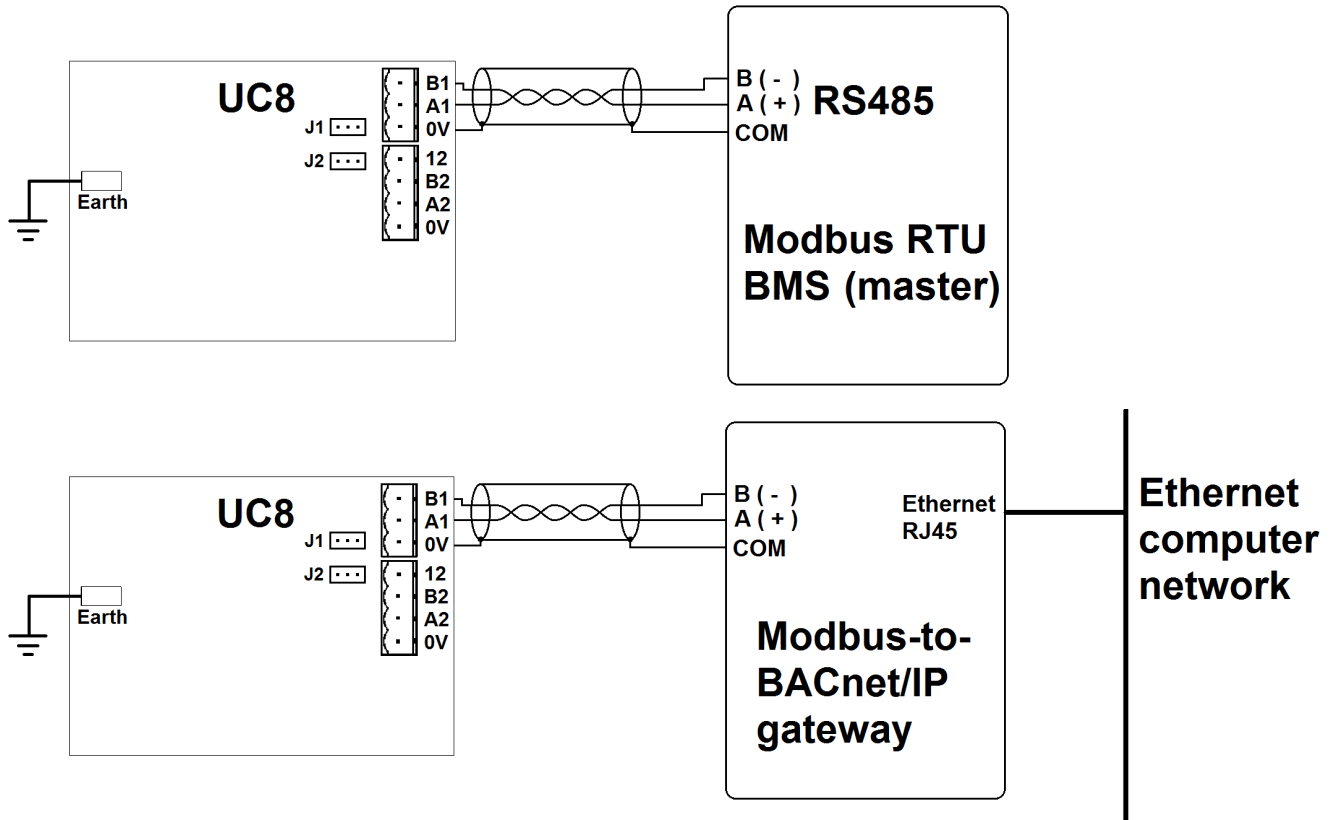 UC8
J1
J2
Earth
B1
A1
0V
12
B2
A2
0V
B ( - )
A ( + )
COM
RS485
Modbus RTU
BMS (master)
UC8
J1
J2
Earth
B1
A1
0V
12
B2
A2
0V
B ( - )
A ( + )
COM
Ethernet
RJ45
Modbus-to-
BACnet/IP
gateway
Ethernet
computer
network